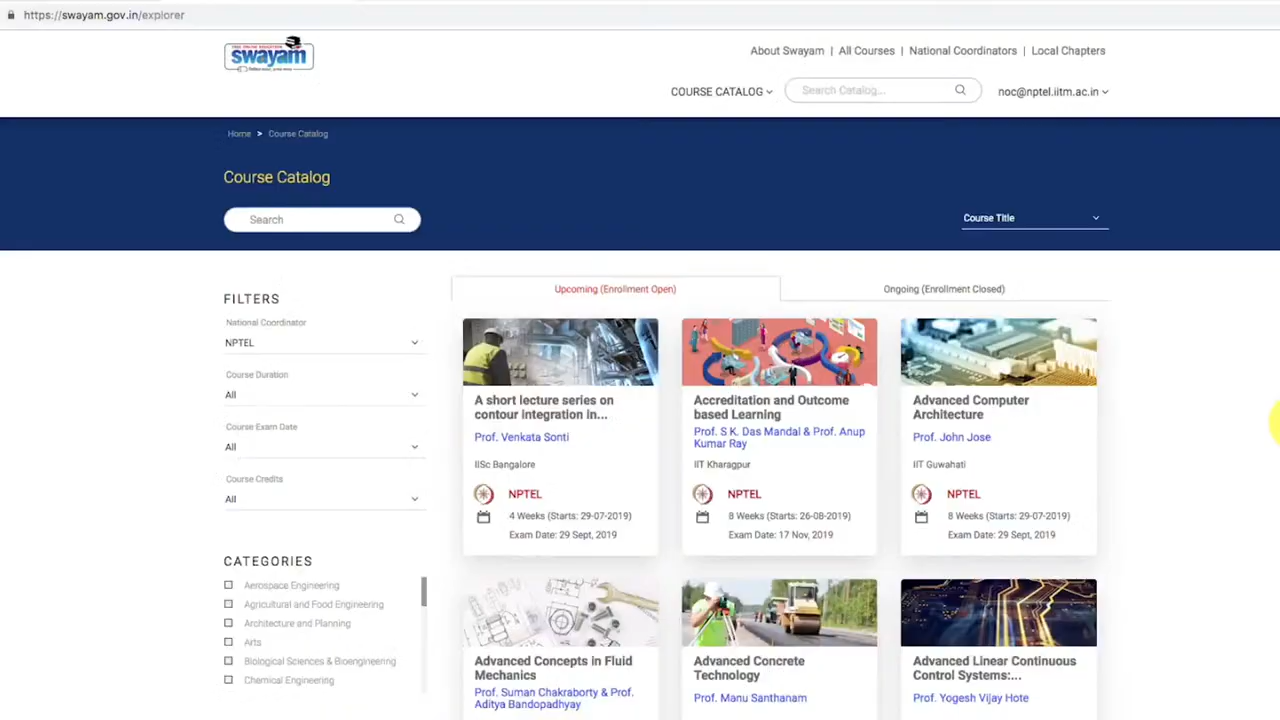 https://swayam.gov.in/explorer
swayam
About Swayam | All Courses | National Coordinators | Local Chapters
COURSE CATALOG
Search Catalog...
noc@nptel.iitm.ac.in
Home > Course Catalog
Course Catalog
Search
Course Title
FILTERS
National Coordinator
NPTEL
Course Duration
All
Course Exam Date
All
Course Credits
All
CATEGORIES
Aerospace Engineering
Agricultural and Food Engineering
Architecture and Planning
Arts
Biological Sciences & Bioengineering
Chemical Engineering
Upcoming (Enrollment Open)
Ongoing (Enrollment Closed)
A short lecture series on
contour integration in...
Prof. Venkata Sonti
IISc Bangalore
NPTEL
4 Weeks (Starts: 29-07-2019)
Exam Date: 29 Sept, 2019
Accreditation and Outcome
based Learning
Prof. S K. Das Mandal & Prof. Anup
Kumar Ray
IIT Kharagpur
NPTEL
8 Weeks (Starts: 26-08-2019)
Exam Date: 17 Nov, 2019
Advanced Computer
Architecture
Prof. John Jose
IIT Guwahati
NPTEL
8 Weeks (Starts: 29-07-2019)
Exam Date: 29 Sept, 2019
Advanced Concepts in Fluid
Mechanics
Prof. Suman Chakraborty & Prof.
Aditya Bandopadhyay
Advanced Concrete
Technology
Prof. Manu Santhanam
Advanced Linear Continuous
Control Systems:...
Prof. Yogesh Vijay Hote